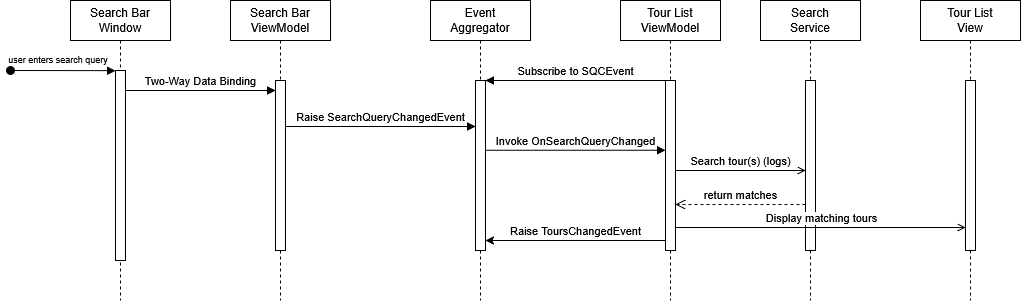 Search Bar
Window
Search Bar
ViewModel
Event
Aggregator
Tour List
ViewModel
Search
Service
Tour List
View
user enters search query
Two-Way Data Binding
Subscribe to SQCEvent
Raise SearchQueryChangedEvent
Invoke OnSearchQueryChanged
Search tour(s) (logs)
return matches
Display matching tours
Raise ToursChangedEvent